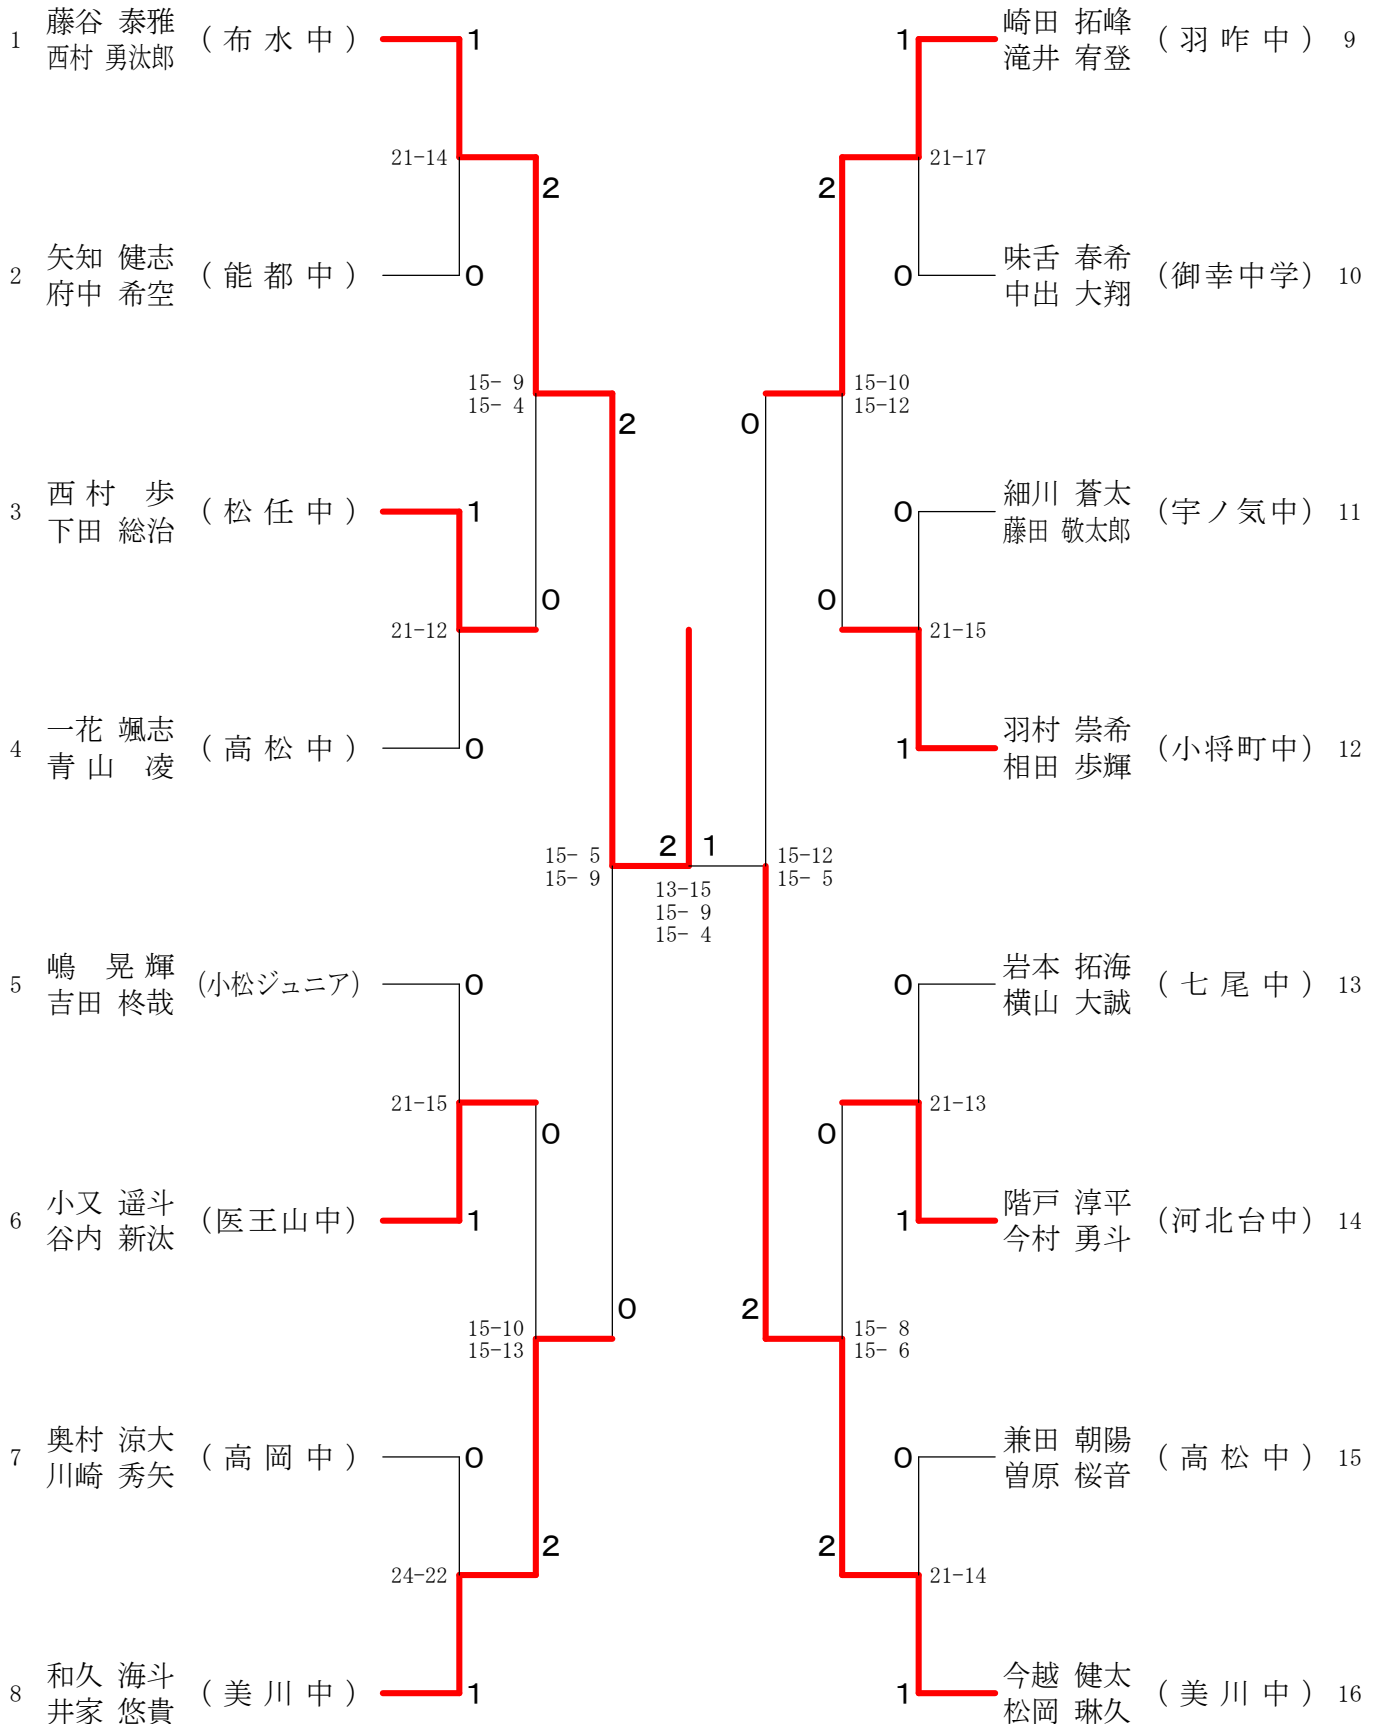 1 藤谷 泰雅 (布水中) 1
西村 勇汰郎
21-14
2
2 矢知 健志 (能都中) 0
府中 希空
15- 9
15- 4
2
3 西村 歩 (松任中) 1
下田 総治
21-12
0
4 一花 颯志 (高松中) 0
青山 凌
15- 5
15- 9
2 1
13-15
15- 9
15- 4
5 嶋 晃輝 (小松ジュニア) 0
吉田 柊哉
21-15
0
6 小又 遥斗 (医王山中) 1
谷内 新汰
15-10
15-13
0
7 奥村 涼大 (高岡中) 0
川崎 秀矢
24-22
2
8 和久 海斗 (美川中) 1
井家 悠貴
1 崎田 拓峰 (羽咋中) 9
滝井 宥登
21-17
2
0 味舌 春希 (御幸中学) 10
中出 大翔
15-10
15-12
0
0 細川 蒼太 (宇ノ気中) 11
藤田 敬太郎
21-15
0
1 羽村 崇希 (小将町中) 12
相田 歩輝
15-12
15- 5
0 岩本 拓海 (七尾中) 13
横山 大誠
21-13
0
1 階戸 淳平 (河北台中) 14
今村 勇斗
15- 8
15- 6
2
0 兼田 朝陽 (高松中) 15
曽原 桜音
21-14
2
1 今越 健太 (美川中) 16
松岡 琳久